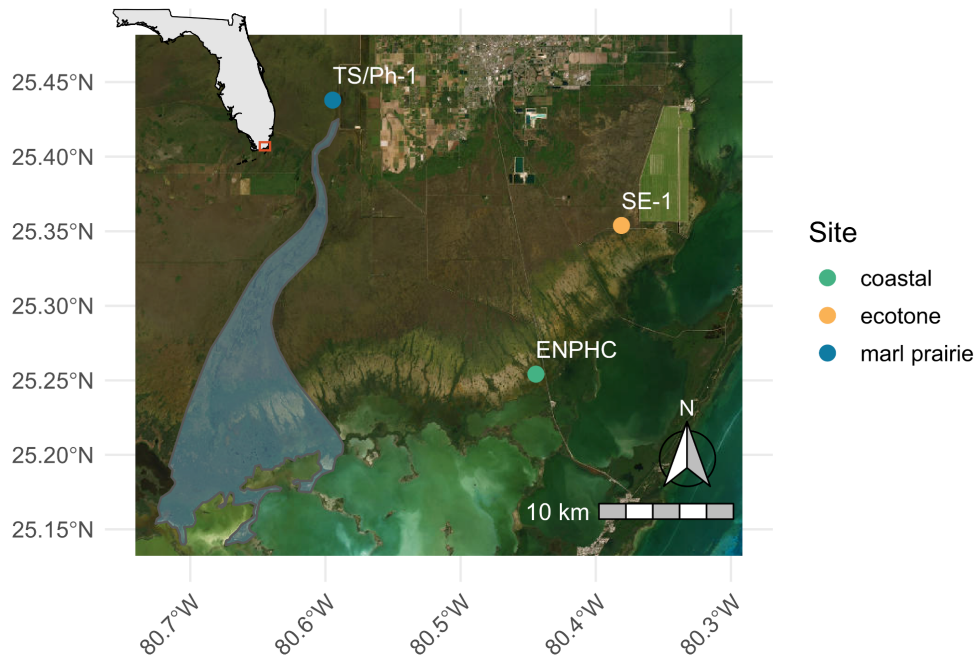 25.45°N
25.40°N
25.35°N
25.30°N
25.25°N
25.20°N
25.15°N
TS/Ph-1
SE-1
ENPHC
N
10 km
80.7°W
80.6°W
80.5°W
80.4°W
80.3°W
Site
coastal
ecotone
marl prairie